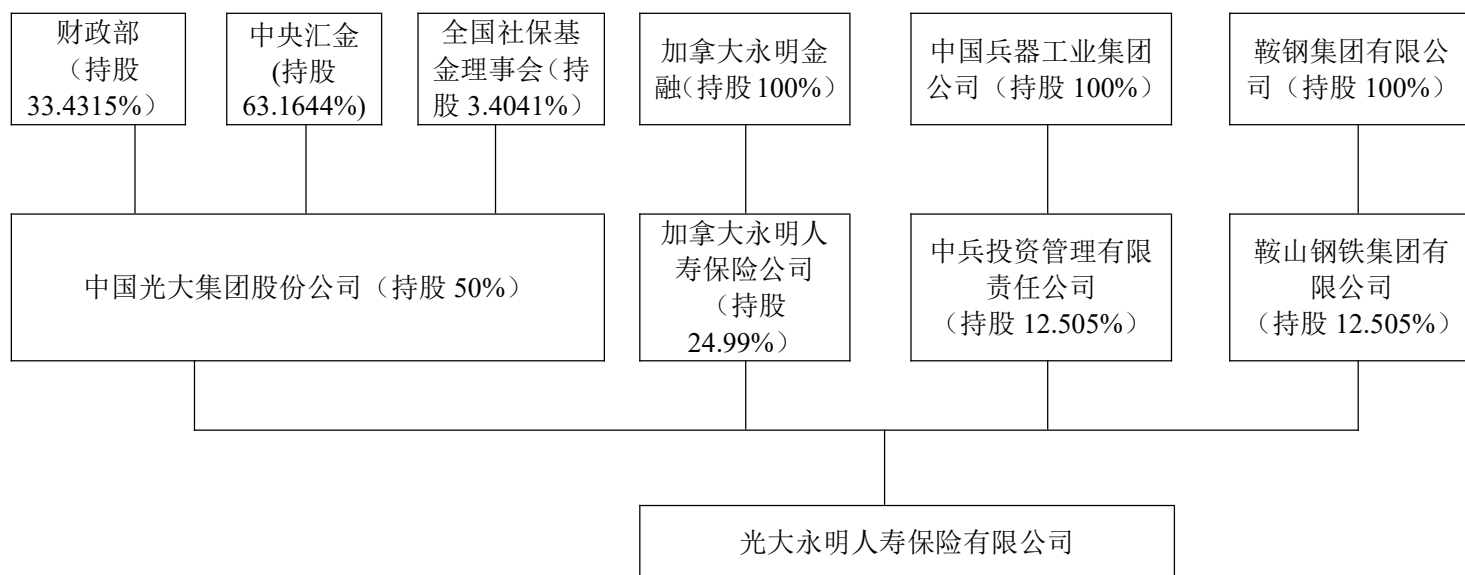 财政部
（持股
33.4315%）
中央汇金
(持股
63.1644%)
全国社保基
金理事会（持
股 3.4041%）
加拿大永明金
融（持股 100%）
中国兵器工业集团
公司（持股 100%）
鞍钢集团有限公
司（持股 100%）
中国光大集团股份公司（持股 50%）
加拿大永明人
寿保险公司
（持股
24.99%）
中兵投资管理有限
责任公司
（持股 12.505%）
鞍山钢铁集团有
限公司
（持股 12.505%）
光大永明人寿保险有限公司